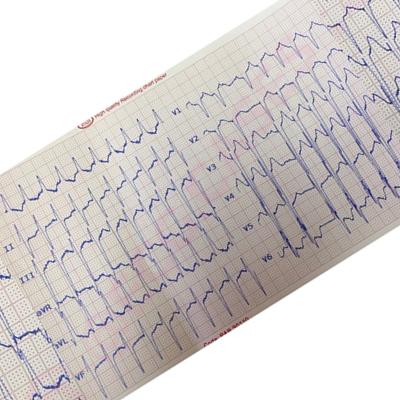 High quality Recording chart paper
V1
II
V2
III
V3
aVR
V4
aVL
V5
VF
V6